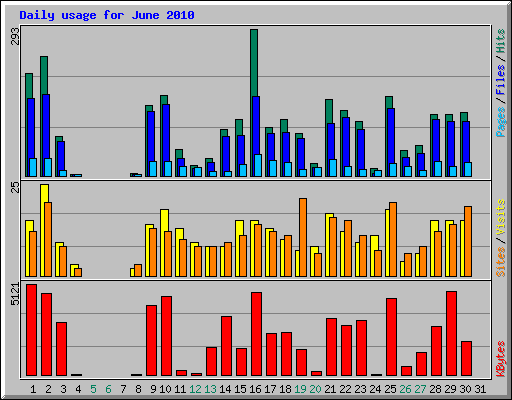 Daily usage for June 2010
293
Pages / Files / Hits
25
Sites / Visits
5121
KBytes
1 2 3 4 5 6 7 8 9 10 11 12 13 14 15 16 17 18 19 20 21 22 23 24 25 26 27 28 29 30 31